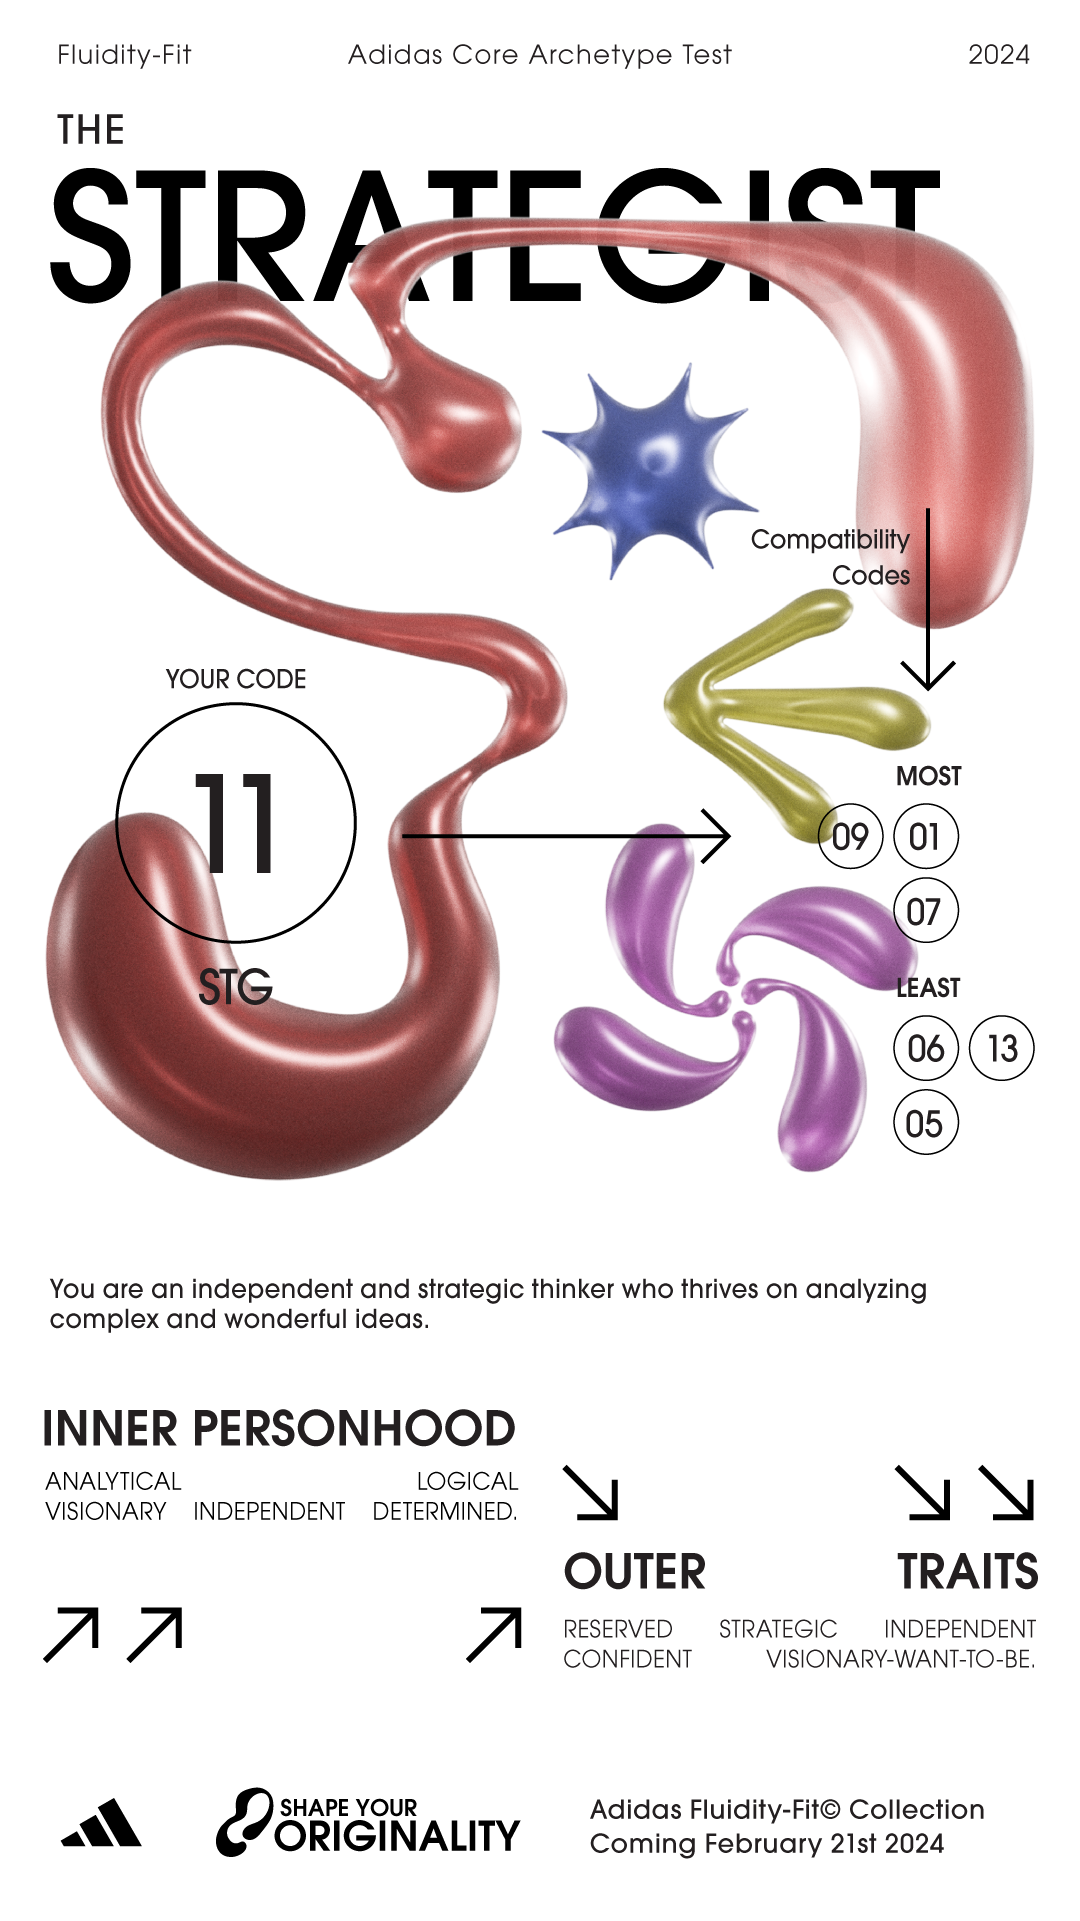 Fluidity-Fit
Adidas Core Archetype Test
2024
THE
STRATEGIST
Compatibility
Codes
YOUR CODE
11
STG
MOST
09 01
07
LEAST
06 13
05
You are an independent and strategic thinker who thrives on analyzing
complex and wonderful ideas.
INNER PERSONHOOD
ANALYTICAL LOGICAL
VISIONARY INDEPENDENT DETERMINED.
OUTER TRAITS
RESERVED STRATEGIC INDEPENDENT
CONFIDENT VISIONARY-WANT-TO-BE.
SHAPE YOUR
ORIGINALITY
Adidas Fluidity-Fit© Collection
Coming February 21st 2024